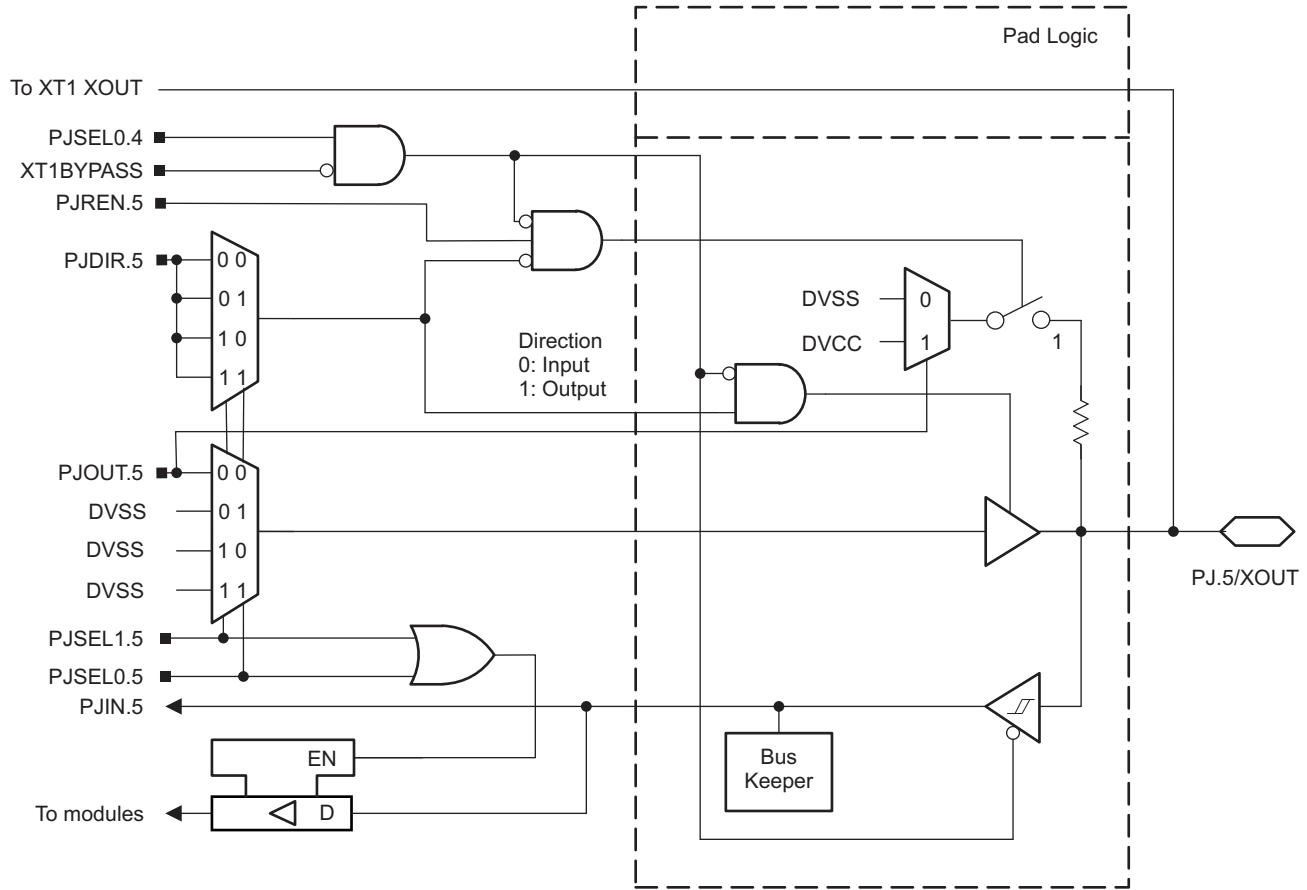 Pad Logic
To XT1 XOUT
PJSEL0.4
XT1BYPASS
PJREN.5
PJDIR.5
0 0
0 1
1 0
1 1
DVSS
0
DVCC
1
1
Direction
0: Input
1: Output
PJOUT.5
0 0
DVSS
0 1
DVSS
1 0
DVSS
1 1
PJ.5/XOUT
PJSEL1.5
PJSEL0.5
PJIN.5
EN
Bus
Keeper
To modules
D